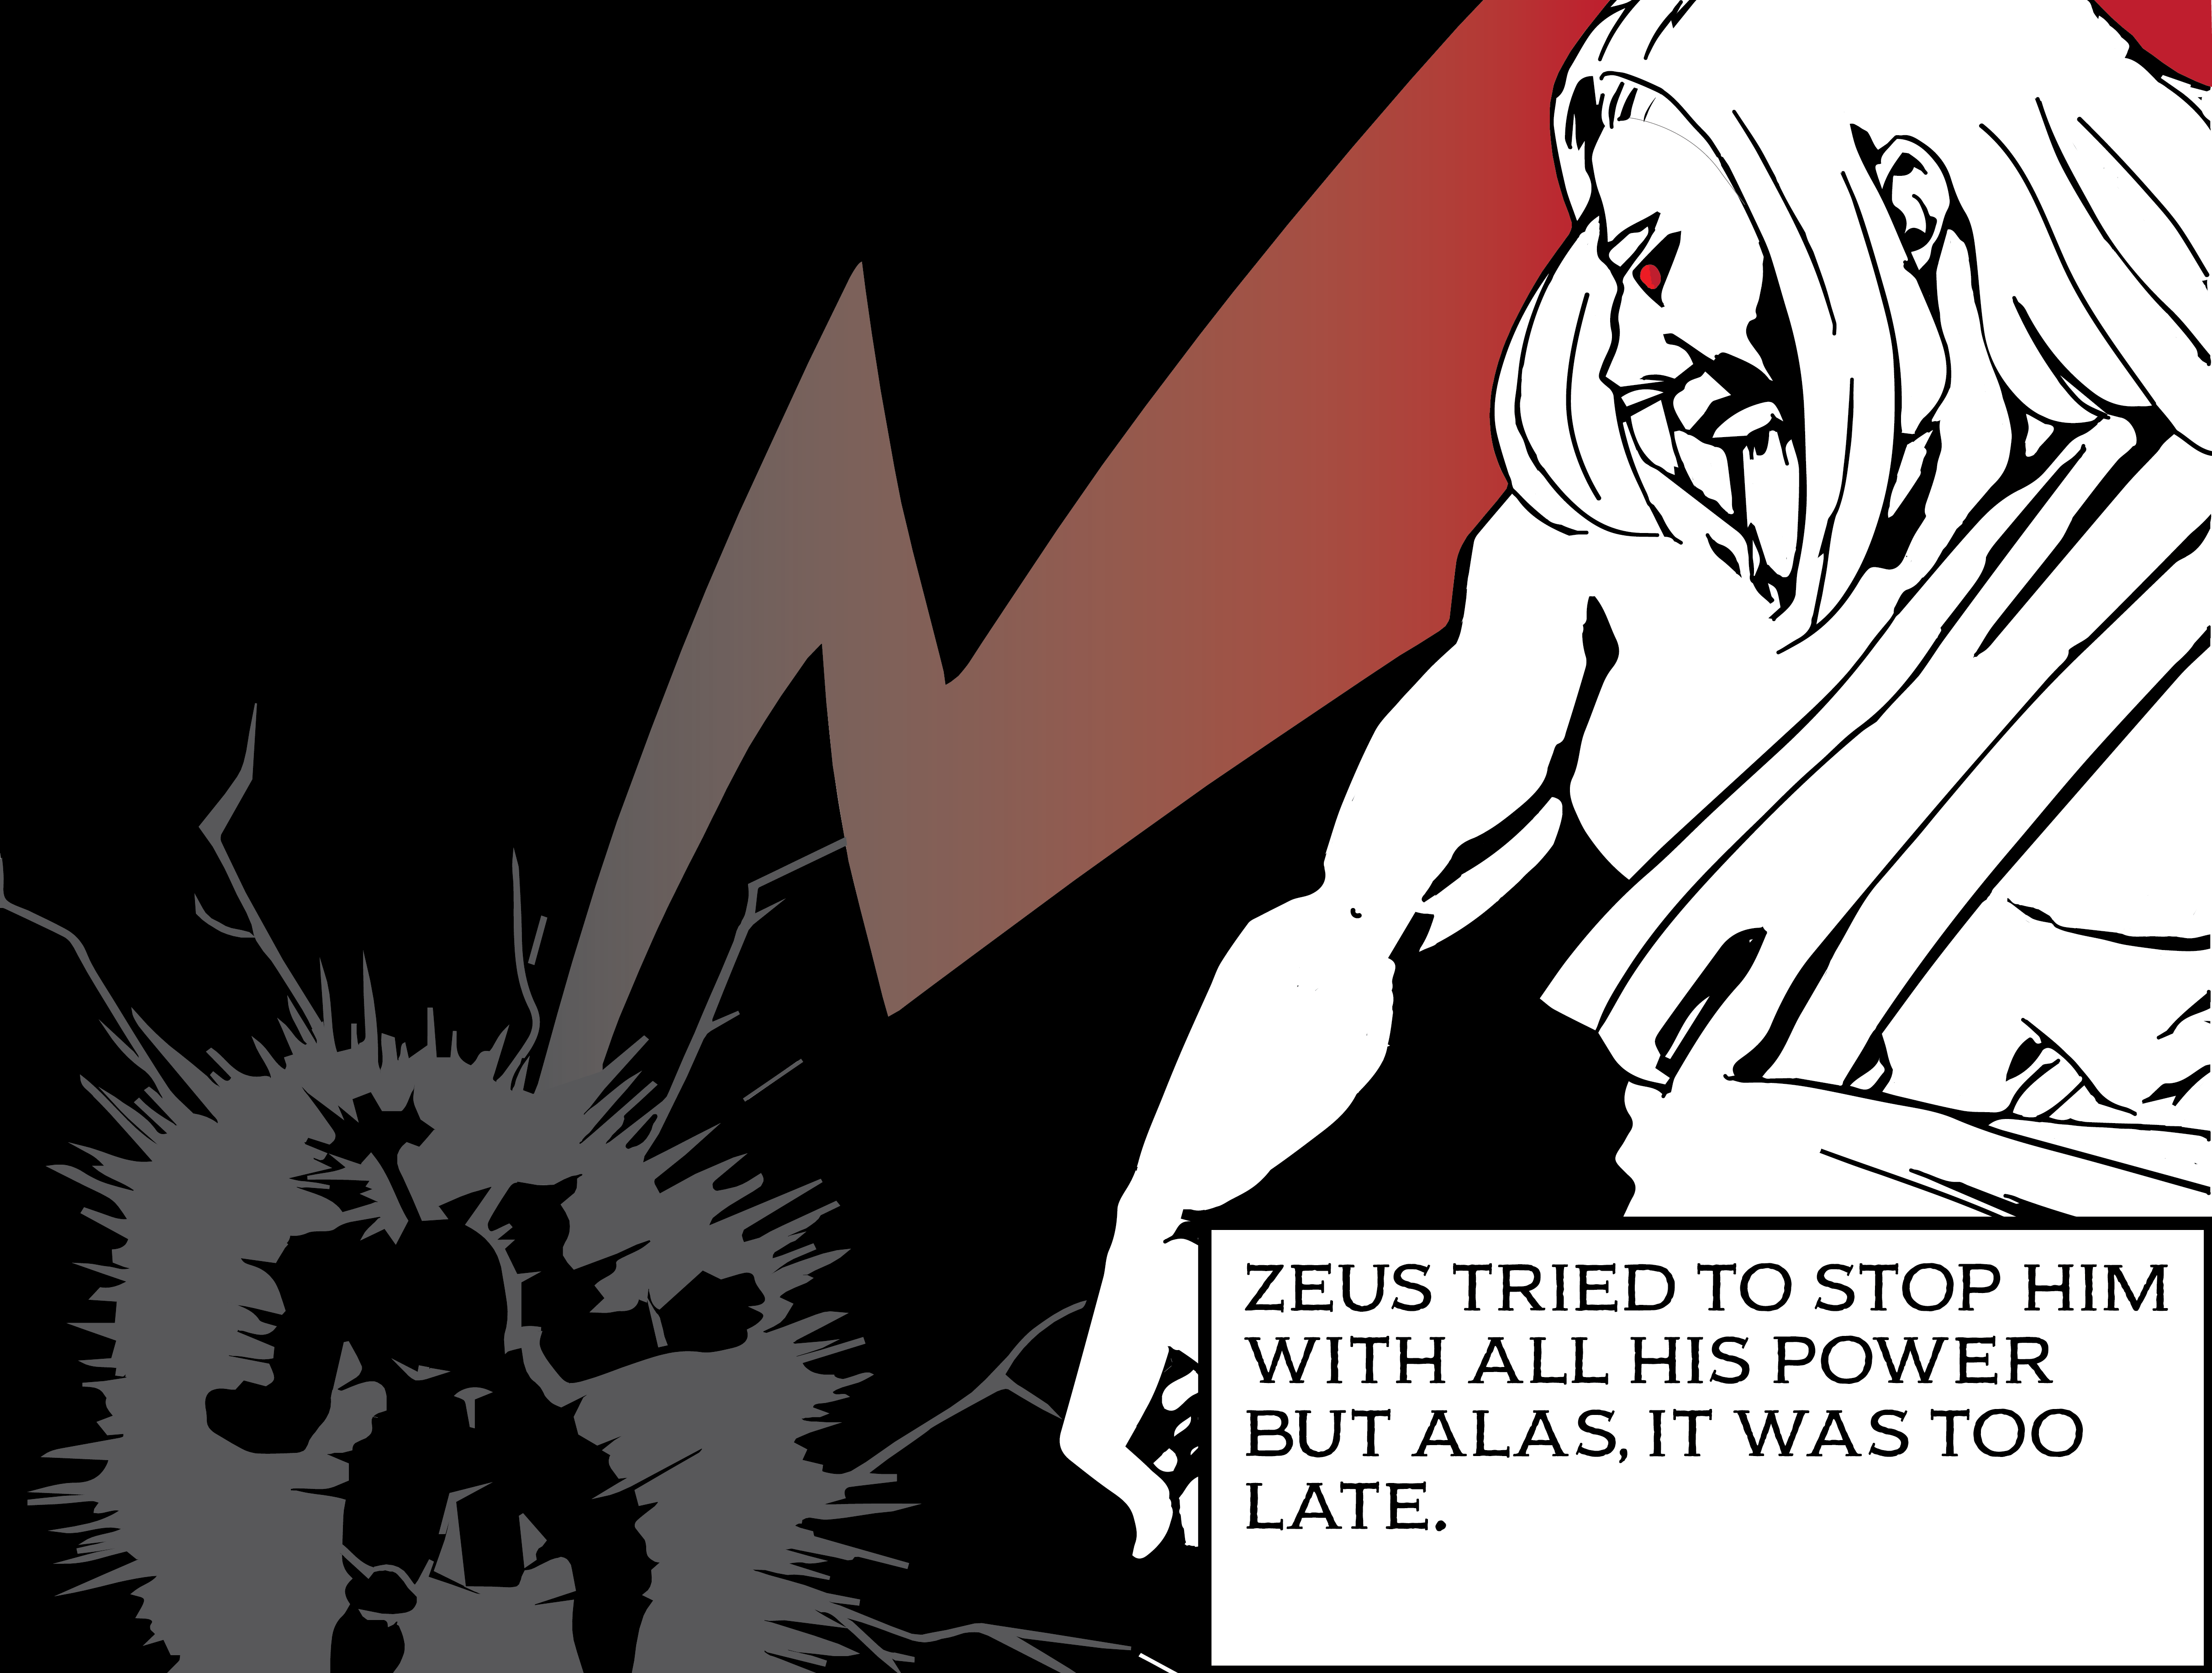 ZEUS TRIED TO STOP HIM
WITH ALL HIS POWER
BUT ALAS, IT WAS TOO
LATE.